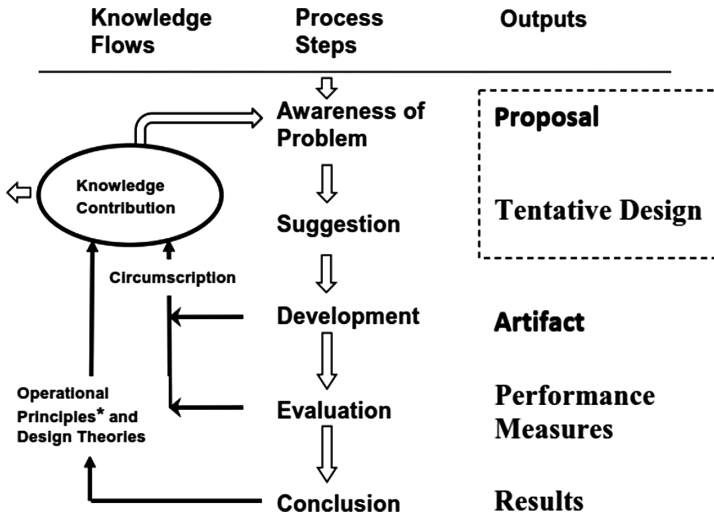 Knowledge
Flows
Process
Steps
Outputs
Awareness of
Problem
Proposal
Knowledge
Contribution
Suggestion
Tentative Design
Circumscription
Development
Artifact
Operational
Principles* and
Design Theories
Evaluation
Performance
Measures
Conclusion
Results